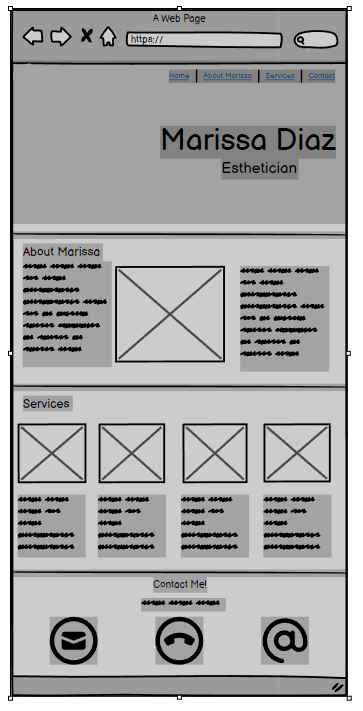 A Web Page
https://
Home | About Marissa | Services | Contact
Marissa Diaz
Esthetician
About Marissa
Services
Contact Me!
@